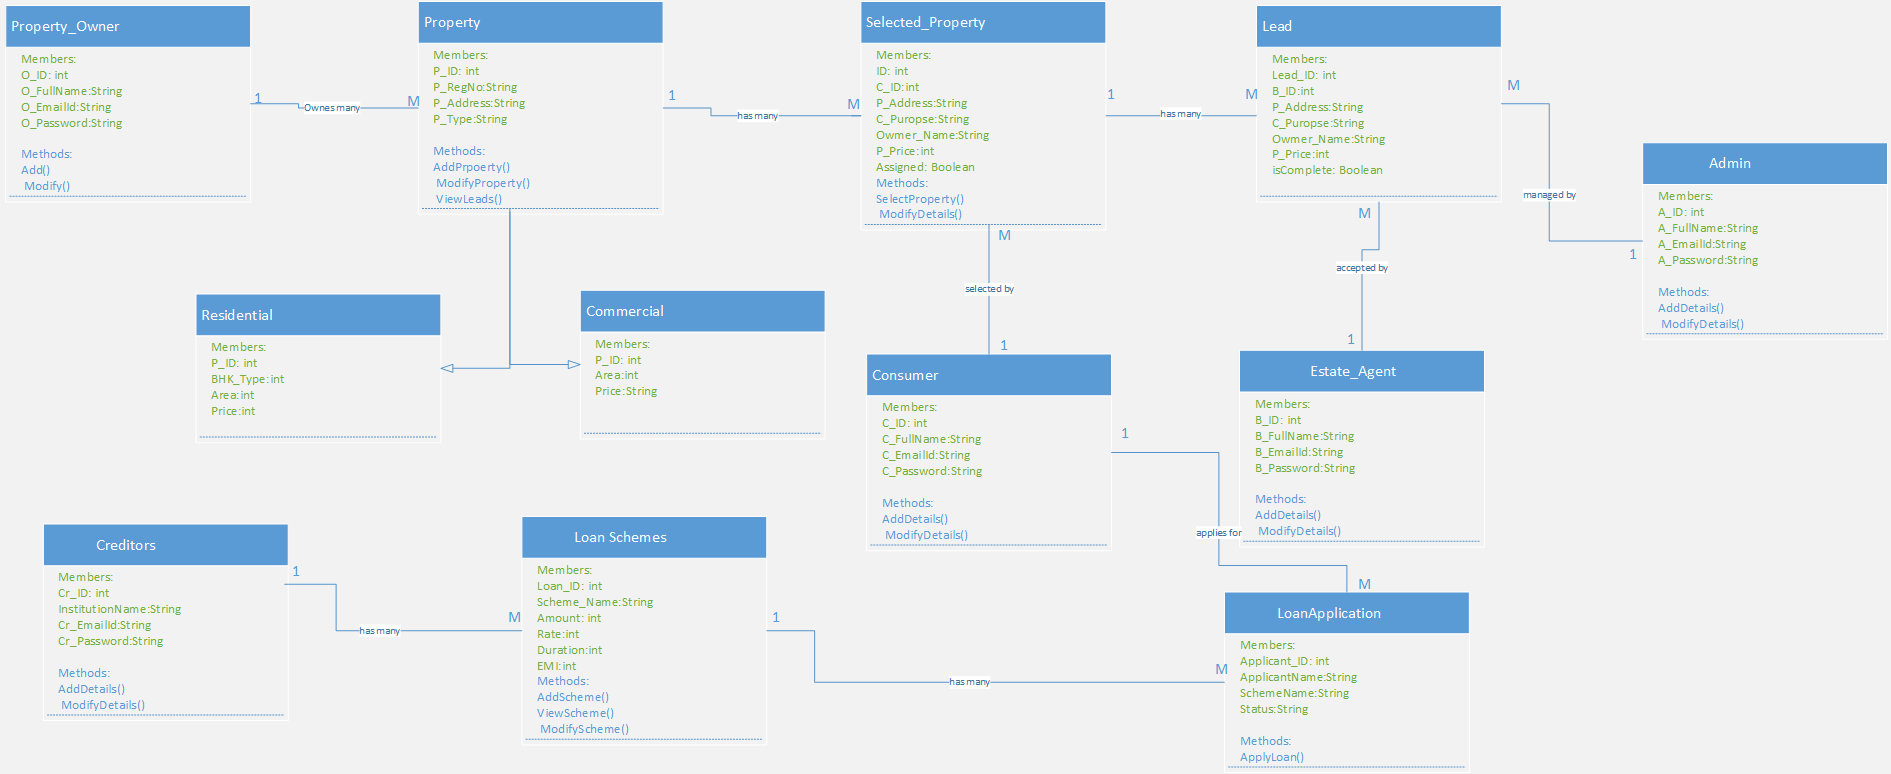 Property_Owner
Members:
O_ID: int
O_FullName:String
O_EmailId:String
O_Password:String
Methods:
Add()
Modify()
1
Ownes many
M
Property
Members:
P_ID: int
P_RegNo:String
P_Address:String
P_Type:String
Methods:
AddPrpoerty()
ModifyProperty()
ViewLeads()
1
has many
M
Selected_Property
Members:
ID: int
C_ID:int
P_Address:String
C_Puropse:String
Owmer_Name:String
P_Price:int
Assigned: Boolean
Methods:
SelectProperty()
ModifyDetails()
1
has many
M
Lead
Members:
Lead_ID: int
B_ID:int
P_Address:String
C_Puropse:String
Owmer_Name:String
P_Price:int
isComplete: Boolean
M
managed by
1
Admin
Members:
A_ID: int
A_FullName:String
A_EmailId:String
A_Password:String
Methods:
AddDetails()
ModifyDetails()
M
selected by
1
M
accepted by
1
Residential
Members:
P_ID: int
BHK_Type:int
Area:int
Price:int
Commercial
Members:
P_ID: int
Area:int
Price:String
Consumer
Members:
C_ID: int
C_FullName:String
C_EmailId:String
C_Password:String
Methods:
AddDetails()
ModifyDetails()
1
applies for
M
Estate_Agent
Members:
B_ID: int
B_FullName:String
B_EmailId:String
B_Password:String
Methods:
AddDetails()
ModifyDetails()
Creditors
Members:
Cr_ID: int
InstitutionName:String
Cr_EmailId:String
Cr_Password:String
Methods:
AddDetails()
ModifyDetails()
1
has many
M
Loan Schemes
Members:
Loan_ID: int
Scheme_Name:String
Amount: int
Rate:int
Duration:int
EMI:int
Methods:
AddScheme()
ViewScheme()
ModifyScheme()
1
has many
M
LoanApplication
Members:
Applicant_ID: int
ApplicantName:String
SchemeName:String
Status:String
Methods:
ApplyLoan()